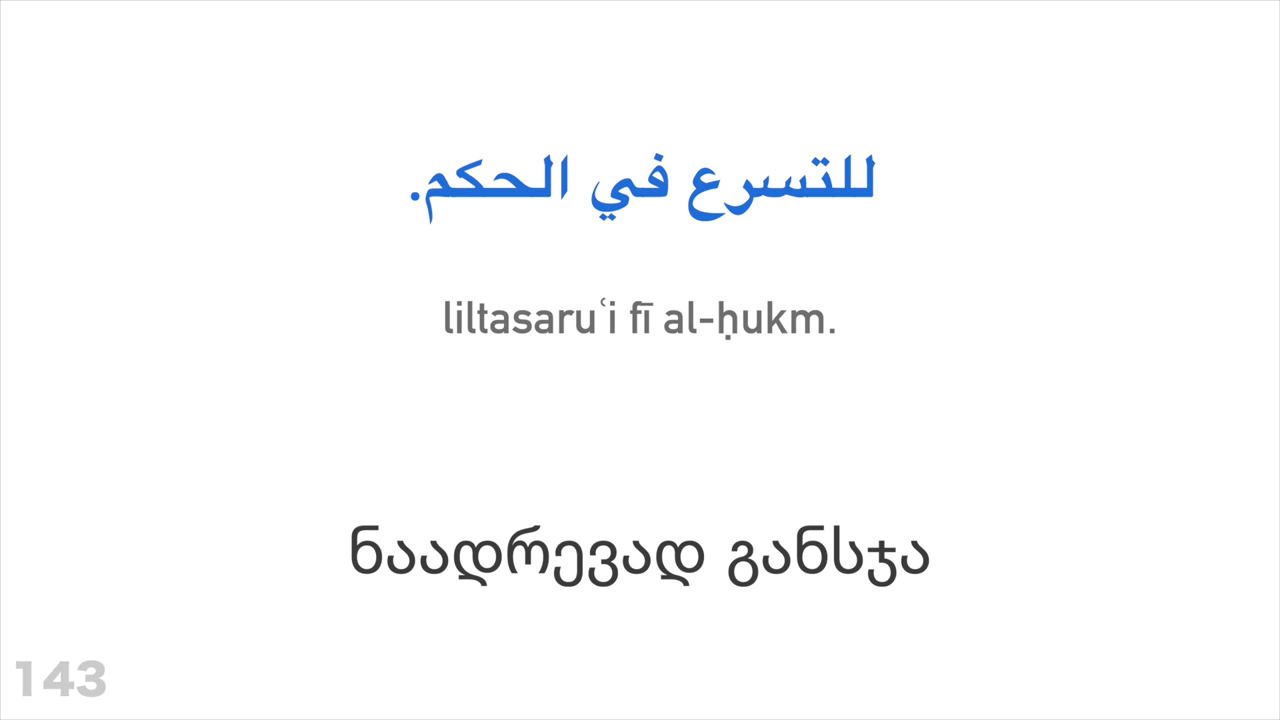 للتسرع في الحكم.
liltasaruʿi fī al-ḥukm.
ნაადრევად განსჯა
143